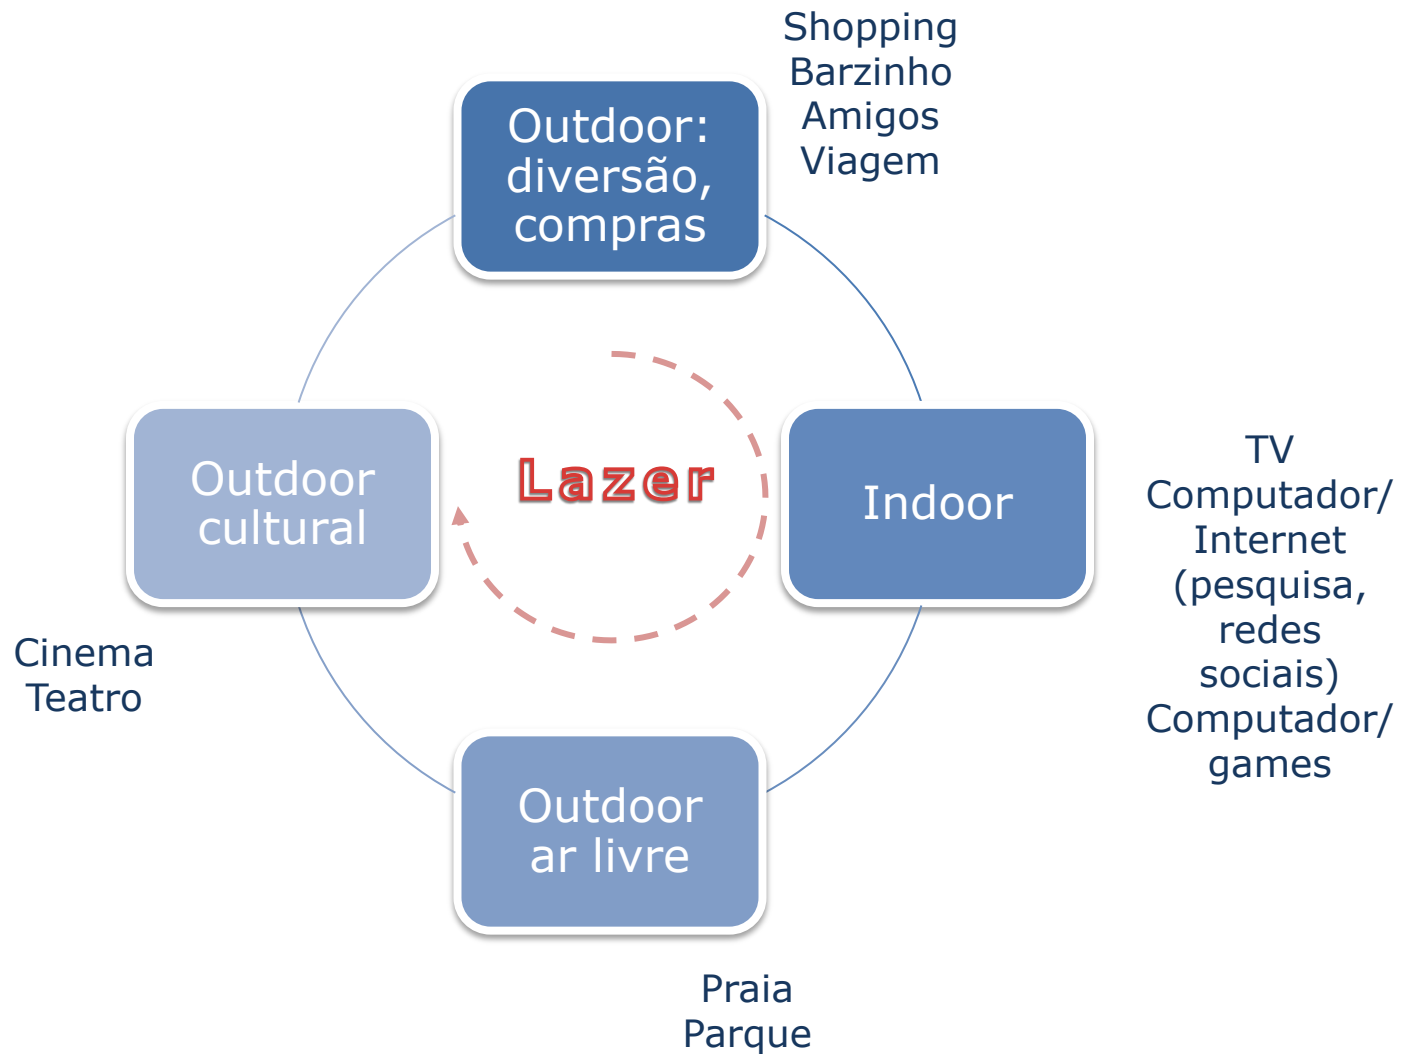 Shopping
Barzinho
Amigos
Viagem
Outdoor:
diversão,
compras
Lazer
Outdoor
cultural
Indoor
TV
Computador/
Internet
(pesquisa,
redes
sociais)
Computador/
games
Cinema
Teatro
Outdoor
ar livre
Praia
Parque